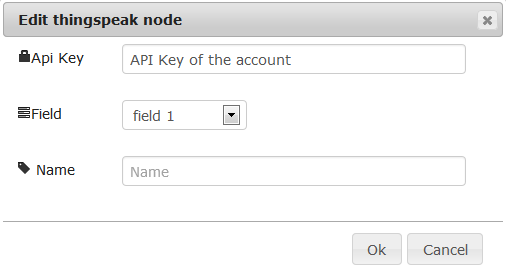 Edit thingspeak node
Api Key API Key of the account
Field field 1
Name Name
Ok Cancel